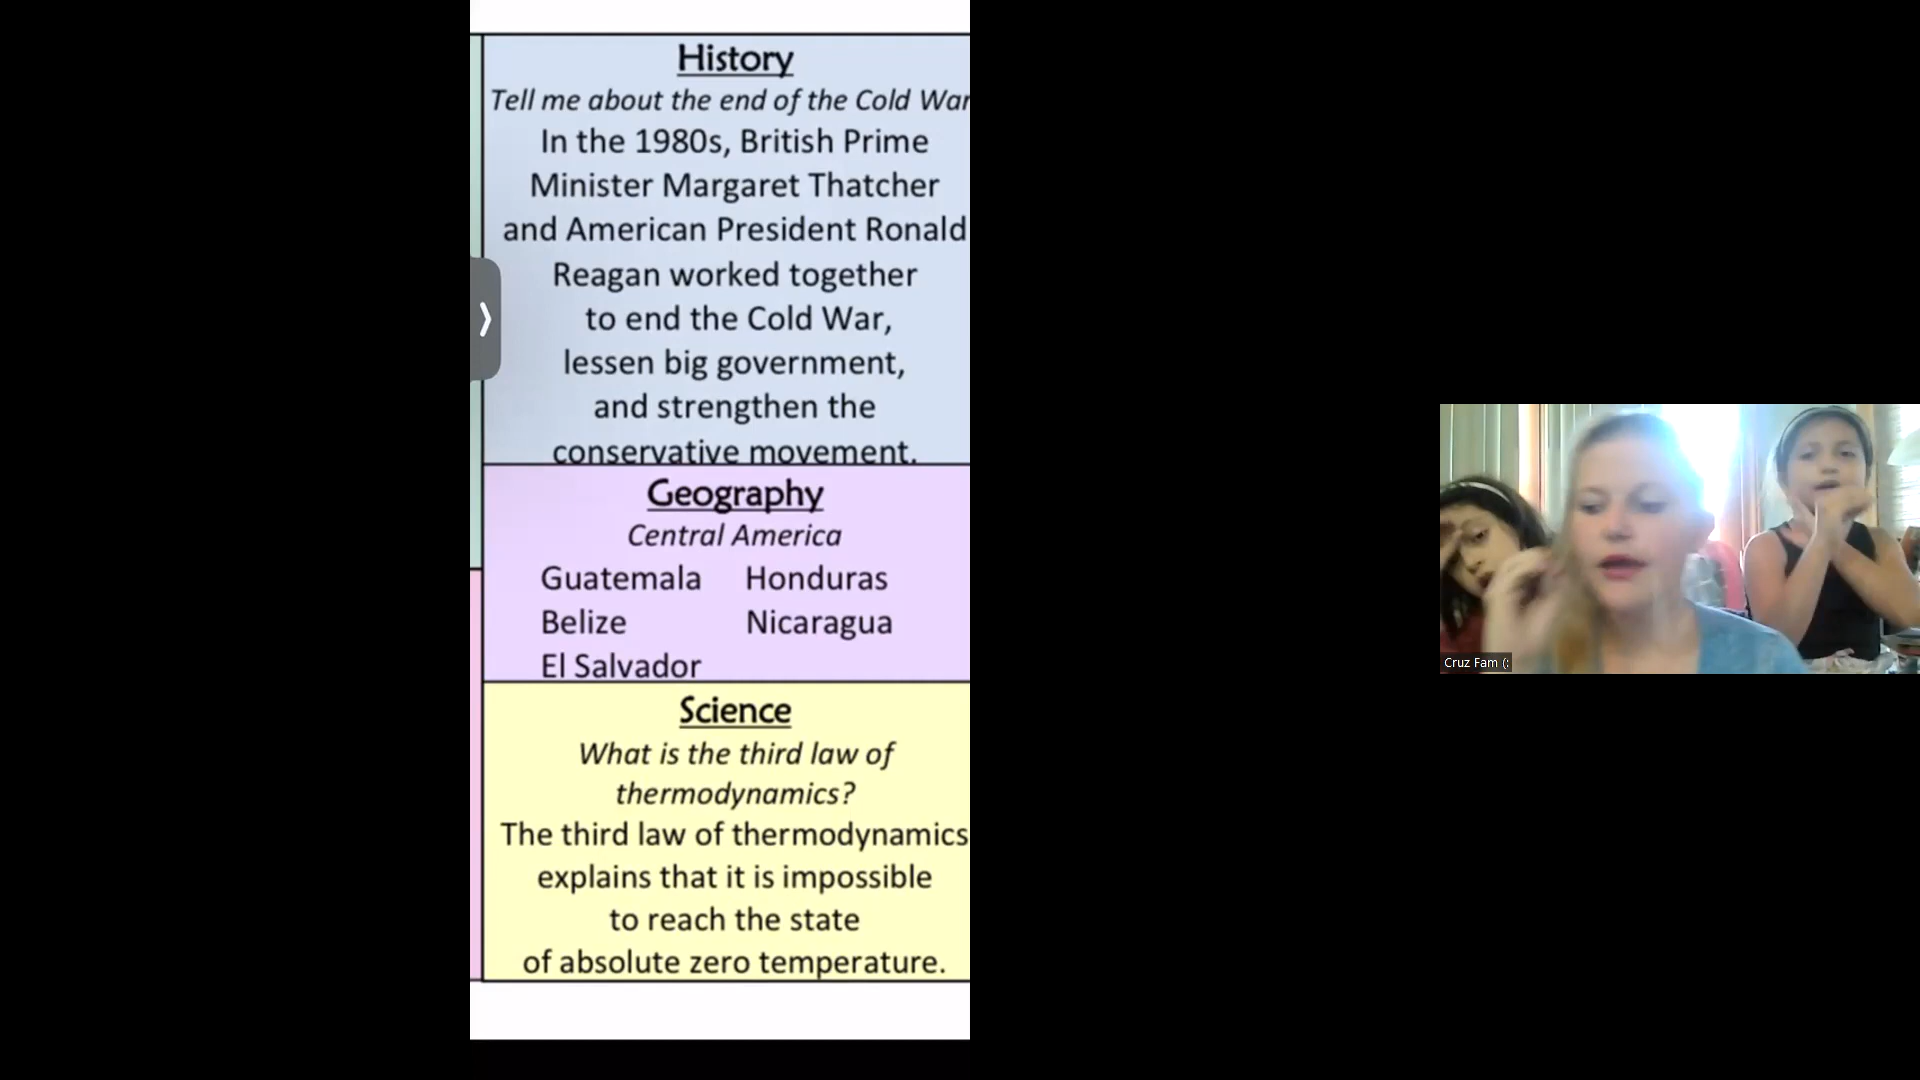 History
Tell me about the end of the Cold War
In the 1980s, British Prime
Minister Margaret Thatcher
and American President Ronald
Reagan worked together
to end the Cold War,
lessen big government,
and strengthen the
conservative movement.
Geography
Central America
Guatemala Honduras
Belize Nicaragua
El Salvador
Science
What is the third law of
thermodynamics?
The third law of thermodynamics
explains that it is impossible
to reach the state
of absolute zero temperature.
Cruz Fam (: